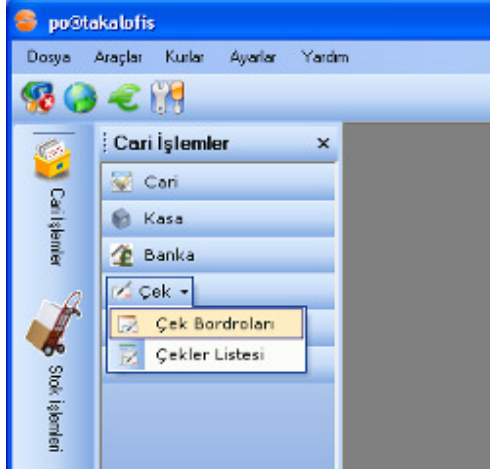 po@takalofis
Dosya Araçlar Kurlar Ayarlar Yardım
Cari İşlemler
Cari İşlemler
Cari
Kasa
Banka
Çek
Çek Bordroları
Çekler Listesi
Stok İşlemleri